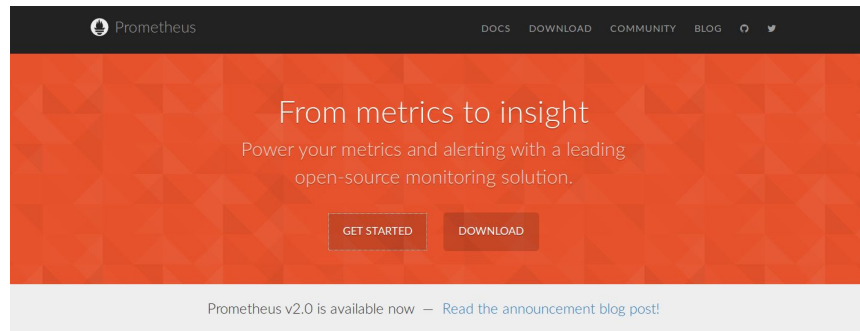 Prometheus
DOCS DOWNLOAD COMMUNITY BLOG
From metrics to insight
Power your metrics and alerting with a leading
open-source monitoring solution.
GET STARTED DOWNLOAD
Prometheus v2.0 is available now — Read the announcement blog post!